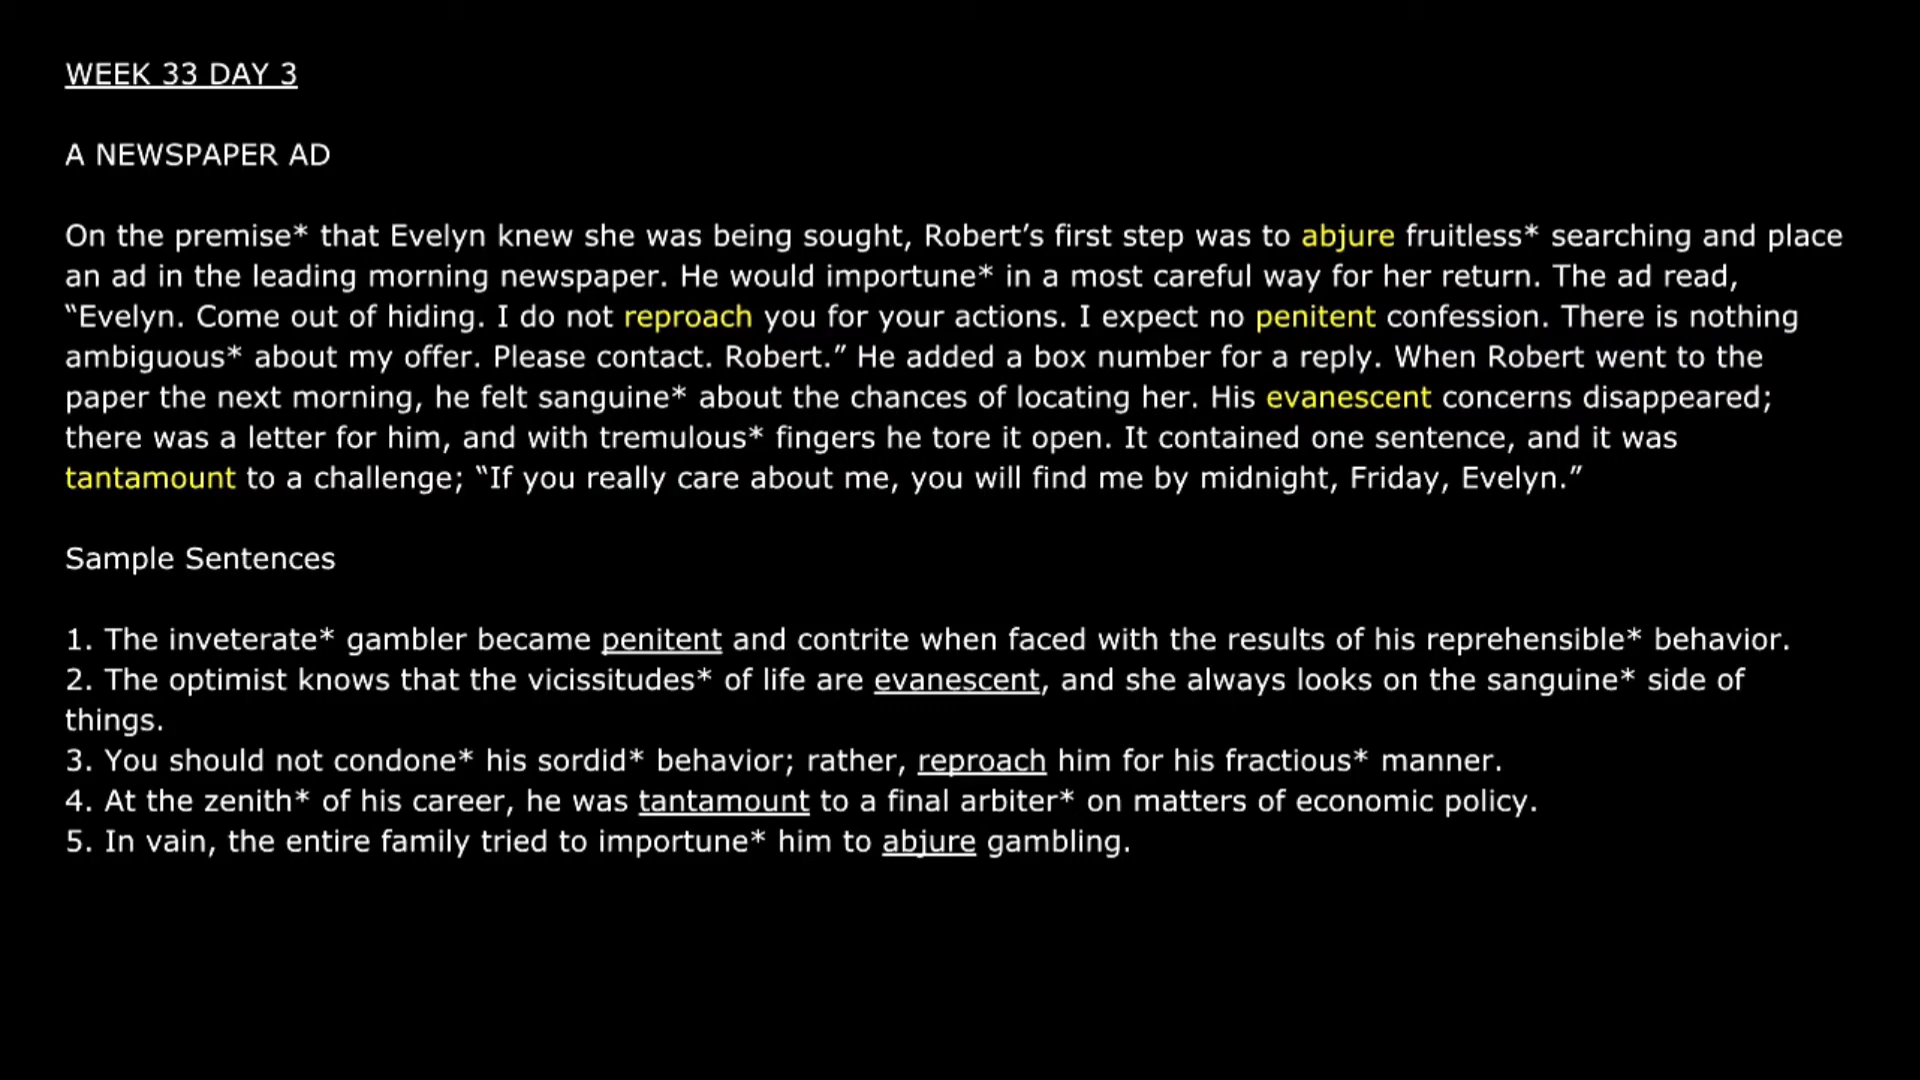 WEEK 33 DAY 3
A NEWSPAPER AD
On the premise* that Evelyn knew she was being sought, Robert’s first step was to abjure fruitless* searching and place
an ad in the leading morning newspaper. He would importune* in a most careful way for her return. The ad read,
“Evelyn. Come out of hiding. I do not reproach you for your actions. I expect no penitent confession. There is nothing
ambiguous* about my offer. Please contact. Robert.” He added a box number for a reply. When Robert went to the
paper the next morning, he felt sanguine* about the chances of locating her. His evanescent concerns disappeared;
there was a letter for him, and with tremulous* fingers he tore it open. It contained one sentence, and it was
tantamount to a challenge; “If you really care about me, you will find me by midnight, Friday, Evelyn.”
Sample Sentences
1. The inveterate* gambler became penitent and contrite when faced with the results of his reprehensible* behavior.
2. The optimist knows that the vicissitudes* of life are evanescent, and she always looks on the sanguine* side of
things.
3. You should not condone* his sordid* behavior; rather, reproach him for his fractious* manner.
4. At the zenith* of his career, he was tantamount to a final arbiter* on matters of economic policy.
5. In vain, the entire family tried to importune* him to abjure gambling.